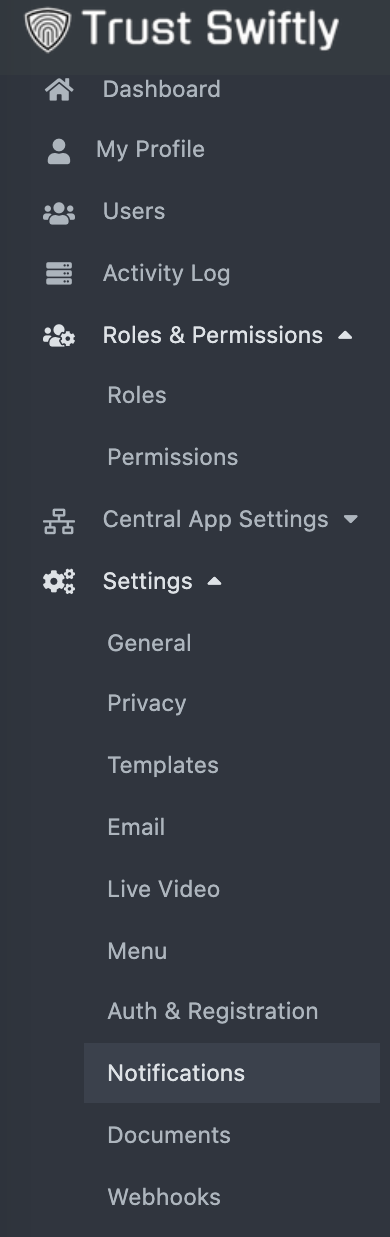 Trust Swiftly
Dashboard
My Profile
Users
Activity Log
Roles & Permissions
Roles
Permissions
Central App Settings
Settings
General
Privacy
Templates
Email
Live Video
Menu
Auth & Registration
Notifications
Documents
Webhooks